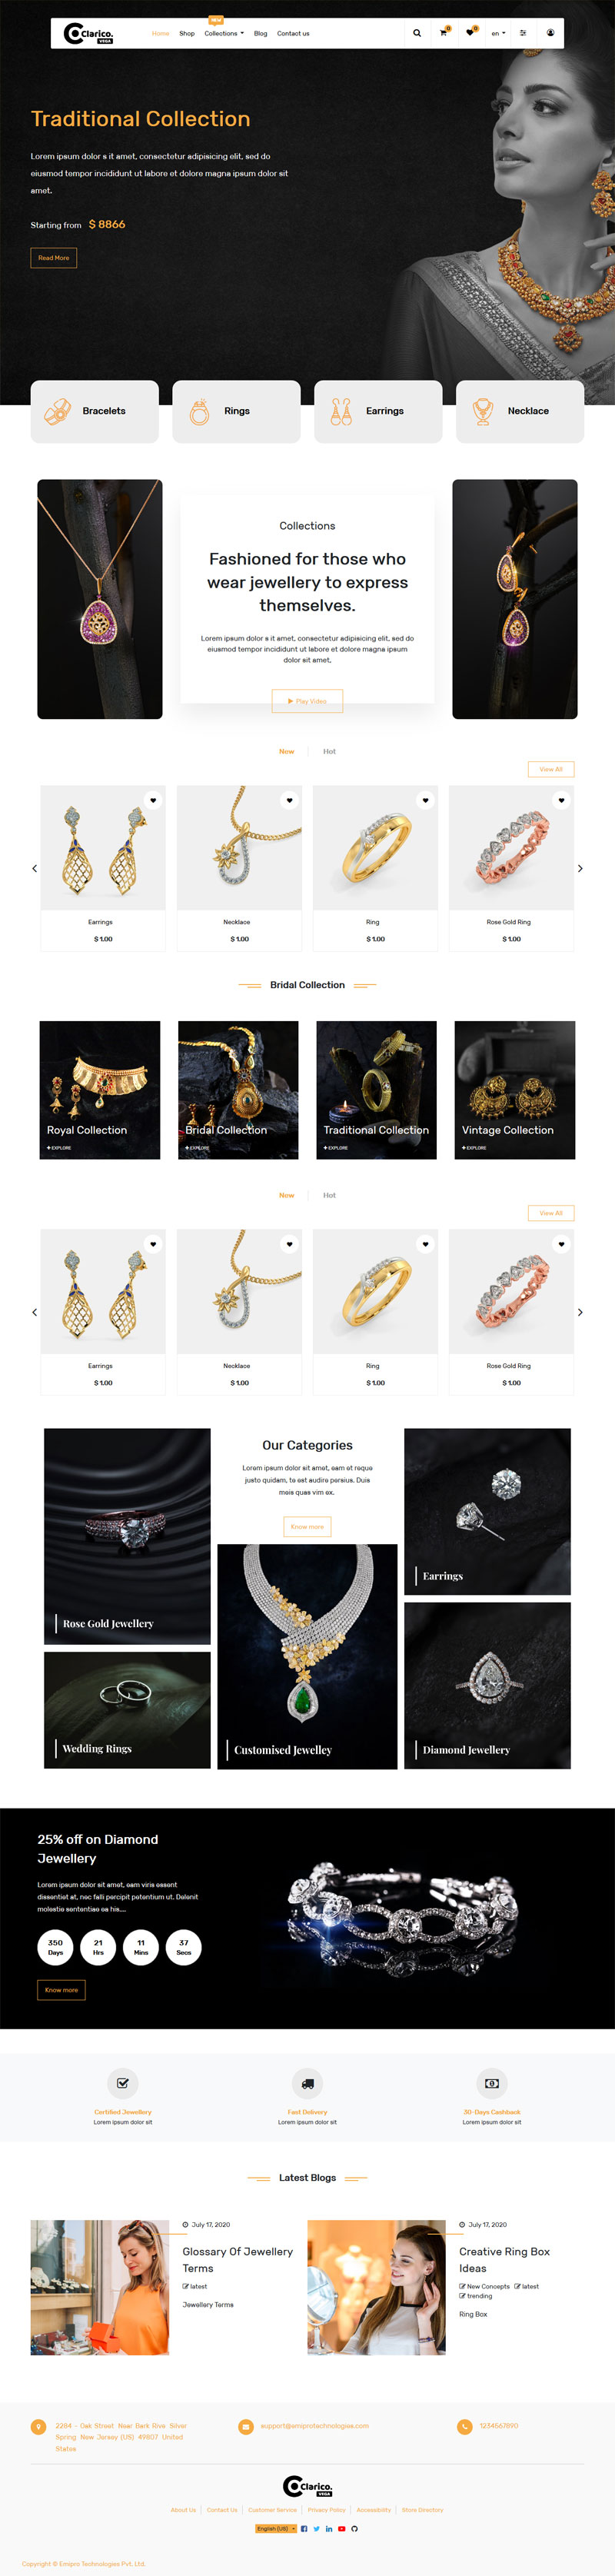 Clarico.
VEGA
Home
Shop
NEW
Collections
Blog
Contact us
0
0
en
Traditional Collection
Lorem ipsum dolor s it amet, consectetur adipisicing elit, sed do
eiusmod tempor incididunt ut labore et dolore magna ipsum dolor sit
amet.
Starting from $ 8866
Read More
Bracelets
Rings
Earrings
Necklace
Collections
Fashioned for those who
wear jewellery to express
themselves.
Lorem ipsum dolor s it amet, consectetur adipisicing elit, sed do
eiusmod tempor incididunt ut labore et dolore magna ipsum
dolor sit amet,
Play Video
New
Hot
View All
Earrings
$ 1.00
Necklace
$ 1.00
Ring
$ 1.00
Rose Gold Ring
$ 1.00
Bridal Collection
Royal Collection
+ EXPLORE
Bridal Collection
+ EXPLORE
Traditional Collection
+ EXPLORE
Vintage Collection
+ EXPLORE
New
Hot
View All
Earrings
$ 1.00
Necklace
$ 1.00
Ring
$ 1.00
Rose Gold Ring
$ 1.00
Rose Gold Jewellery
Wedding Rings
Our Categories
Lorem ipsum dolor sit amet, eam et reque
justo quidam, te est audire persius. Duis
meis quas vim ex.
Know more
Customised Jewelley
Earrings
Diamond Jewellery
25% off on Diamond
Jewellery
Lorem ipsum dolor sit amet, eam viris essent
dissentiet at, nec falli percipit petentium ut. Delenit
molestie sententiae ea his....
350
Days
21
Hrs
11
Mins
37
Secs
Know more
Certified Jewellery
Lorem ipsum dolor sit
Fast Delivery
Lorem ipsum dolor sit
30- Days Cashback
Lorem ipsum dolor sit
Latest Blogs
July 17, 2020
Glossary Of Jewellery
Terms
latest
Jewellery Terms
July 17, 2020
Creative Ring Box
Ideas
New Concepts latest
trending
Ring Box
2284 - Oak Street Near Bark Riva Silver
Spring New Jersey (US) 49807 United
States
support@emiprotechnologies.com
1234567890
Clarico.
VEGA
About Us
Contact Us
Customer Service
Privacy Policy
Accessibility
Store Directory
English (US)
Copyright © Emipro Technologies Pvt. Ltd.